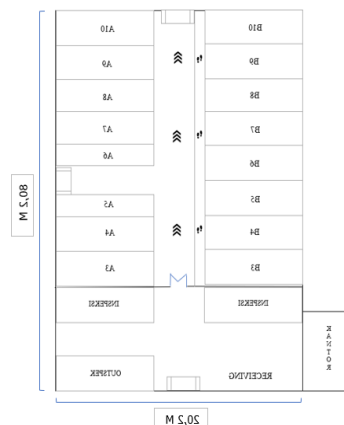 A10
B10
A9
B9
A8
B8
A7
B7
A6
B6
A5
B5
A4
B4
A3
B3
INSPEKSI
INSPEKSI
KANTOR
OUTSPEK
RECEIVING
80,2 M
20,2 M